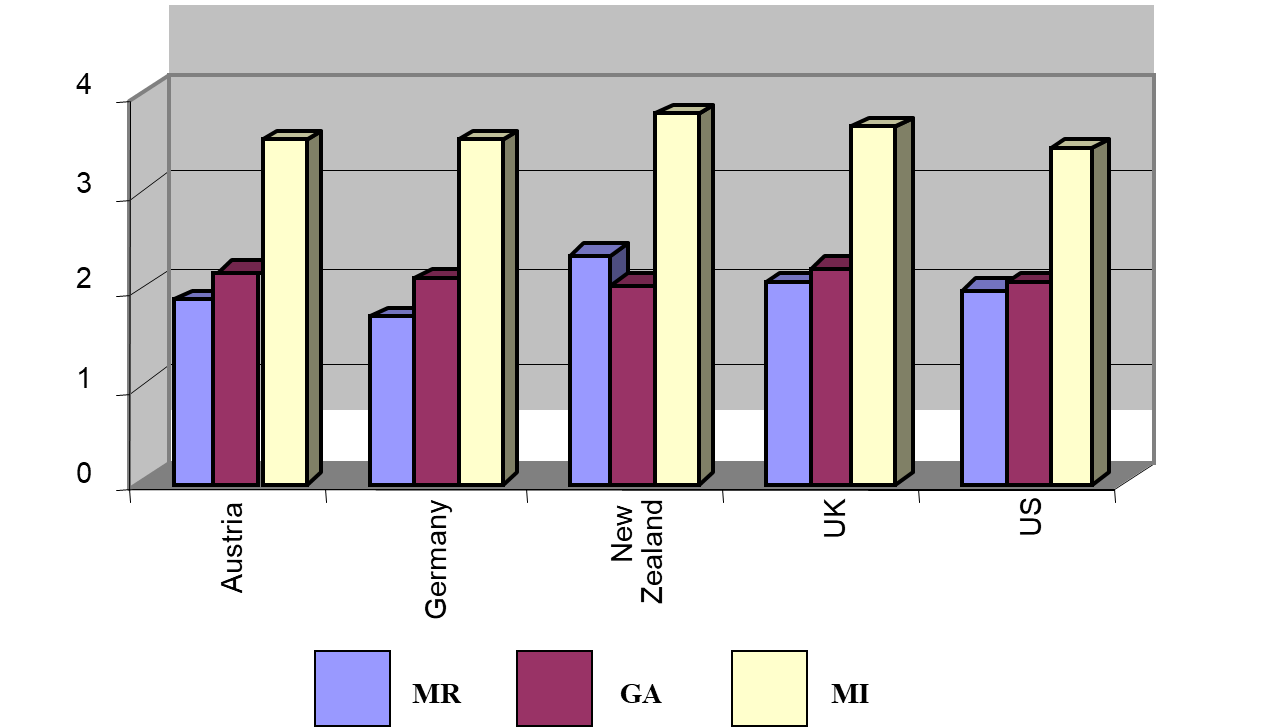 4
3
2
1
0
Austria
Germany
New
Zealand
UK
US
MR
GA
MI